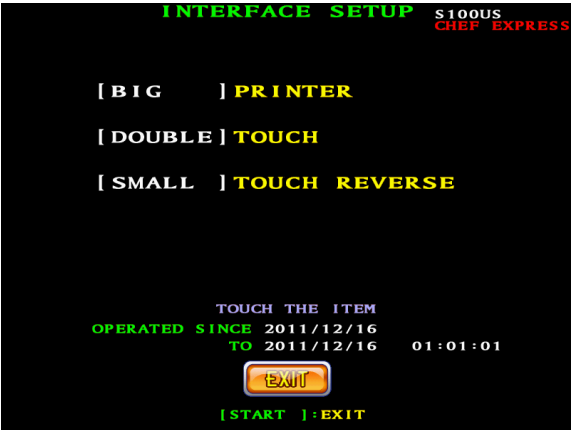 INTERFACE SETUP
S100US
CHEF EXPRESS
[BIG ] PRINTER
[DOUBLE] TOUCH
[SMALL ] TOUCH REVERSE
TOUCH THE ITEM
OPERATED SINCE 2011/12/16
TO 2011/12/16 01:01:01
EXIT
[START ]:EXIT